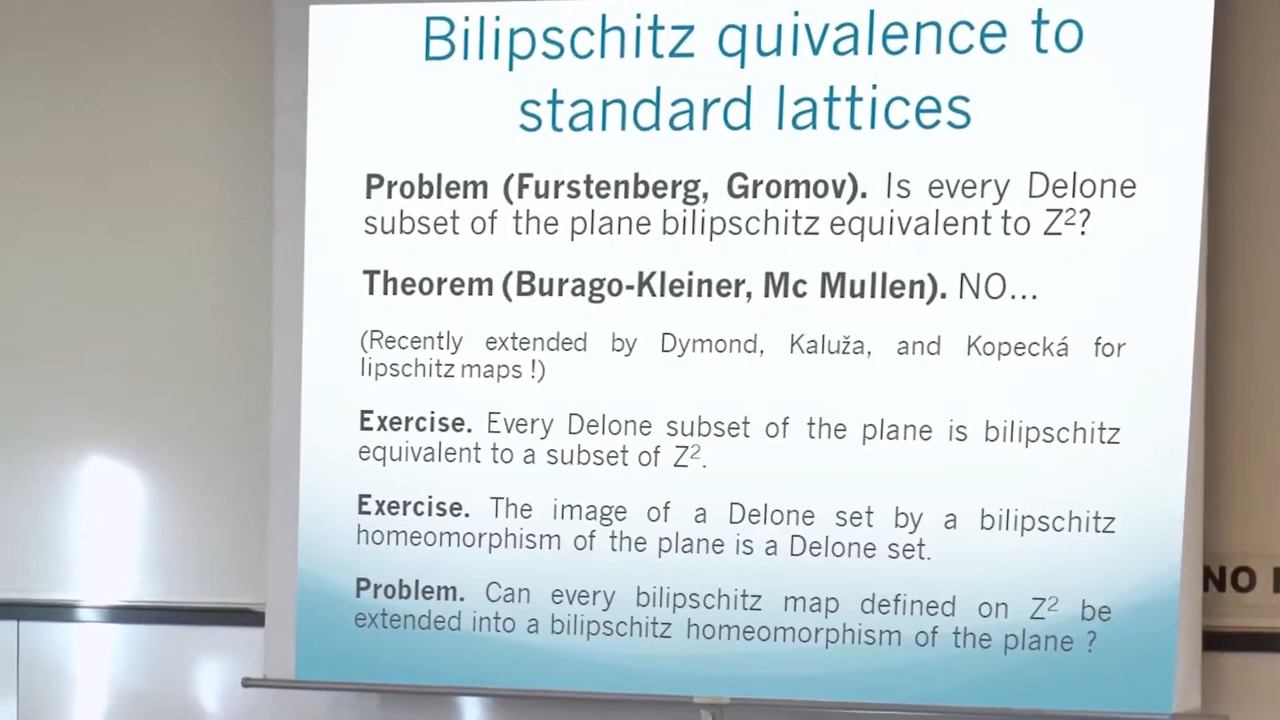 Bilipschitz quivalence to
standard lattices
Problem (Furstenberg, Gromov). Is every Delone
subset of the plane bilipschitz equivalent to Z²?
Theorem (Burago-Kleiner, Mc Mullen). NO...
(Recently extended by Dymond, Kaluža, and Kopecká for
lipschitz maps !)
Exercise. Every Delone subset of the plane is bilipschitz
equivalent to a subset of Z².
Exercise. The image of a Delone set by a bilipschitz
homeomorphism of the plane is a Delone set.
Problem. Can every bilipschitz map defined on Z² be
extended into a bilipschitz homeomorphism of the plane ?
NO